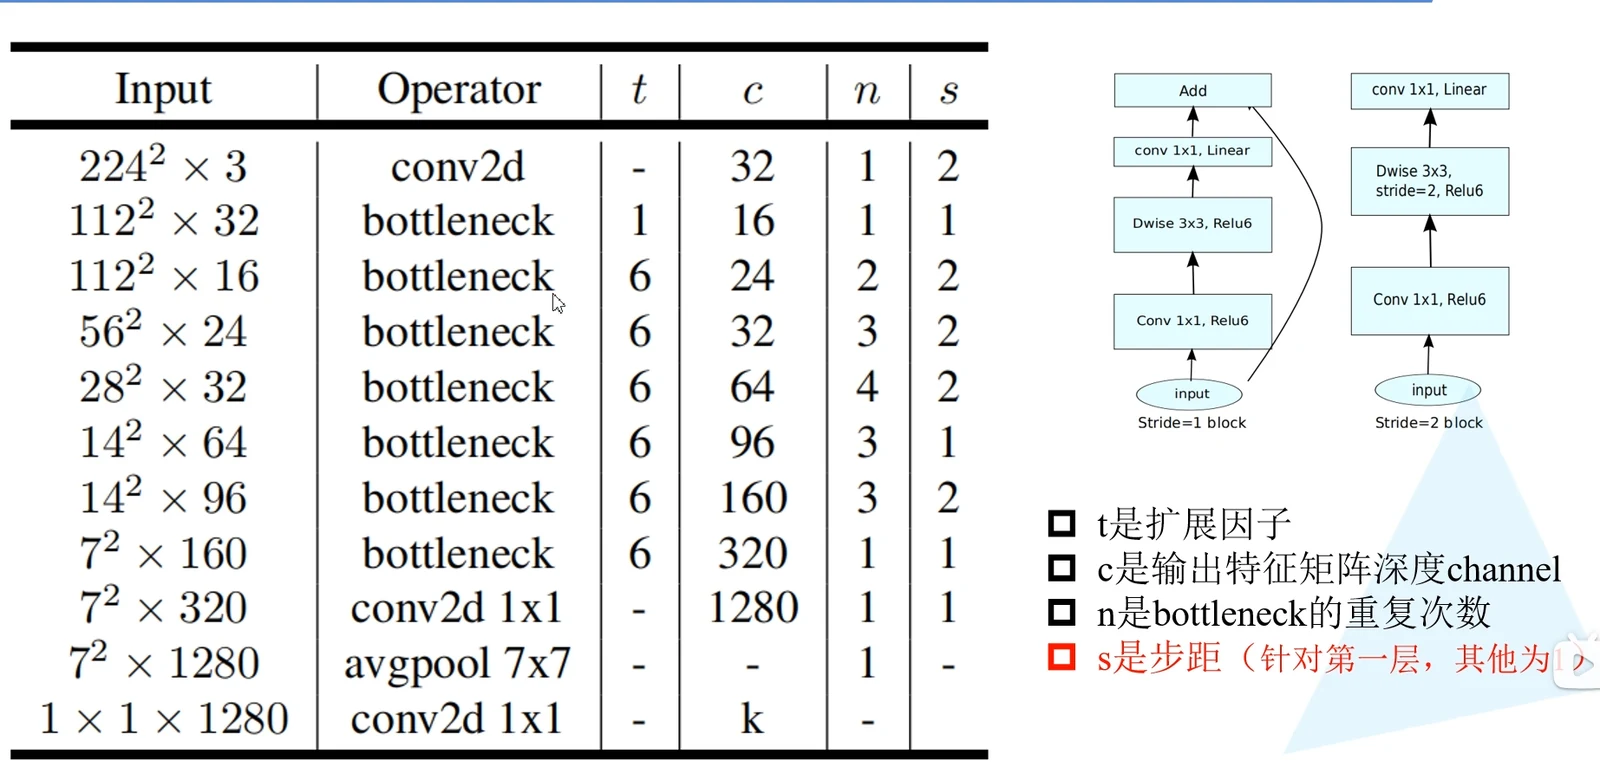 Input Operator t c n s
224² × 3 conv2d - 32 1 2
112² × 32 bottleneck 1 16 1 1
112² × 16 bottleneck 6 24 2 2
56² × 24 bottleneck 6 32 3 2
28² × 32 bottleneck 6 64 4 2
14² × 64 bottleneck 6 96 3 1
14² × 96 bottleneck 6 160 3 2
7² × 160 bottleneck 6 320 1 1
7² × 320 conv2d 1x1 - 1280 1 1
7² × 1280 avgpool 7x7 - - 1 -
1 × 1 × 1280 conv2d 1x1 - k -
Add
conv 1x1, Linear
Dwise 3x3, Relu6
Conv 1x1, Relu6
input
Stride=1 block
conv 1x1, Linear
Dwise 3x3,
stride=2, Relu6
Conv 1x1, Relu6
input
Stride=2 block
t是扩展因子
c是输出特征矩阵深度channel
n是bottleneck的重复次数
s是步距（针对第一层，其他为1）